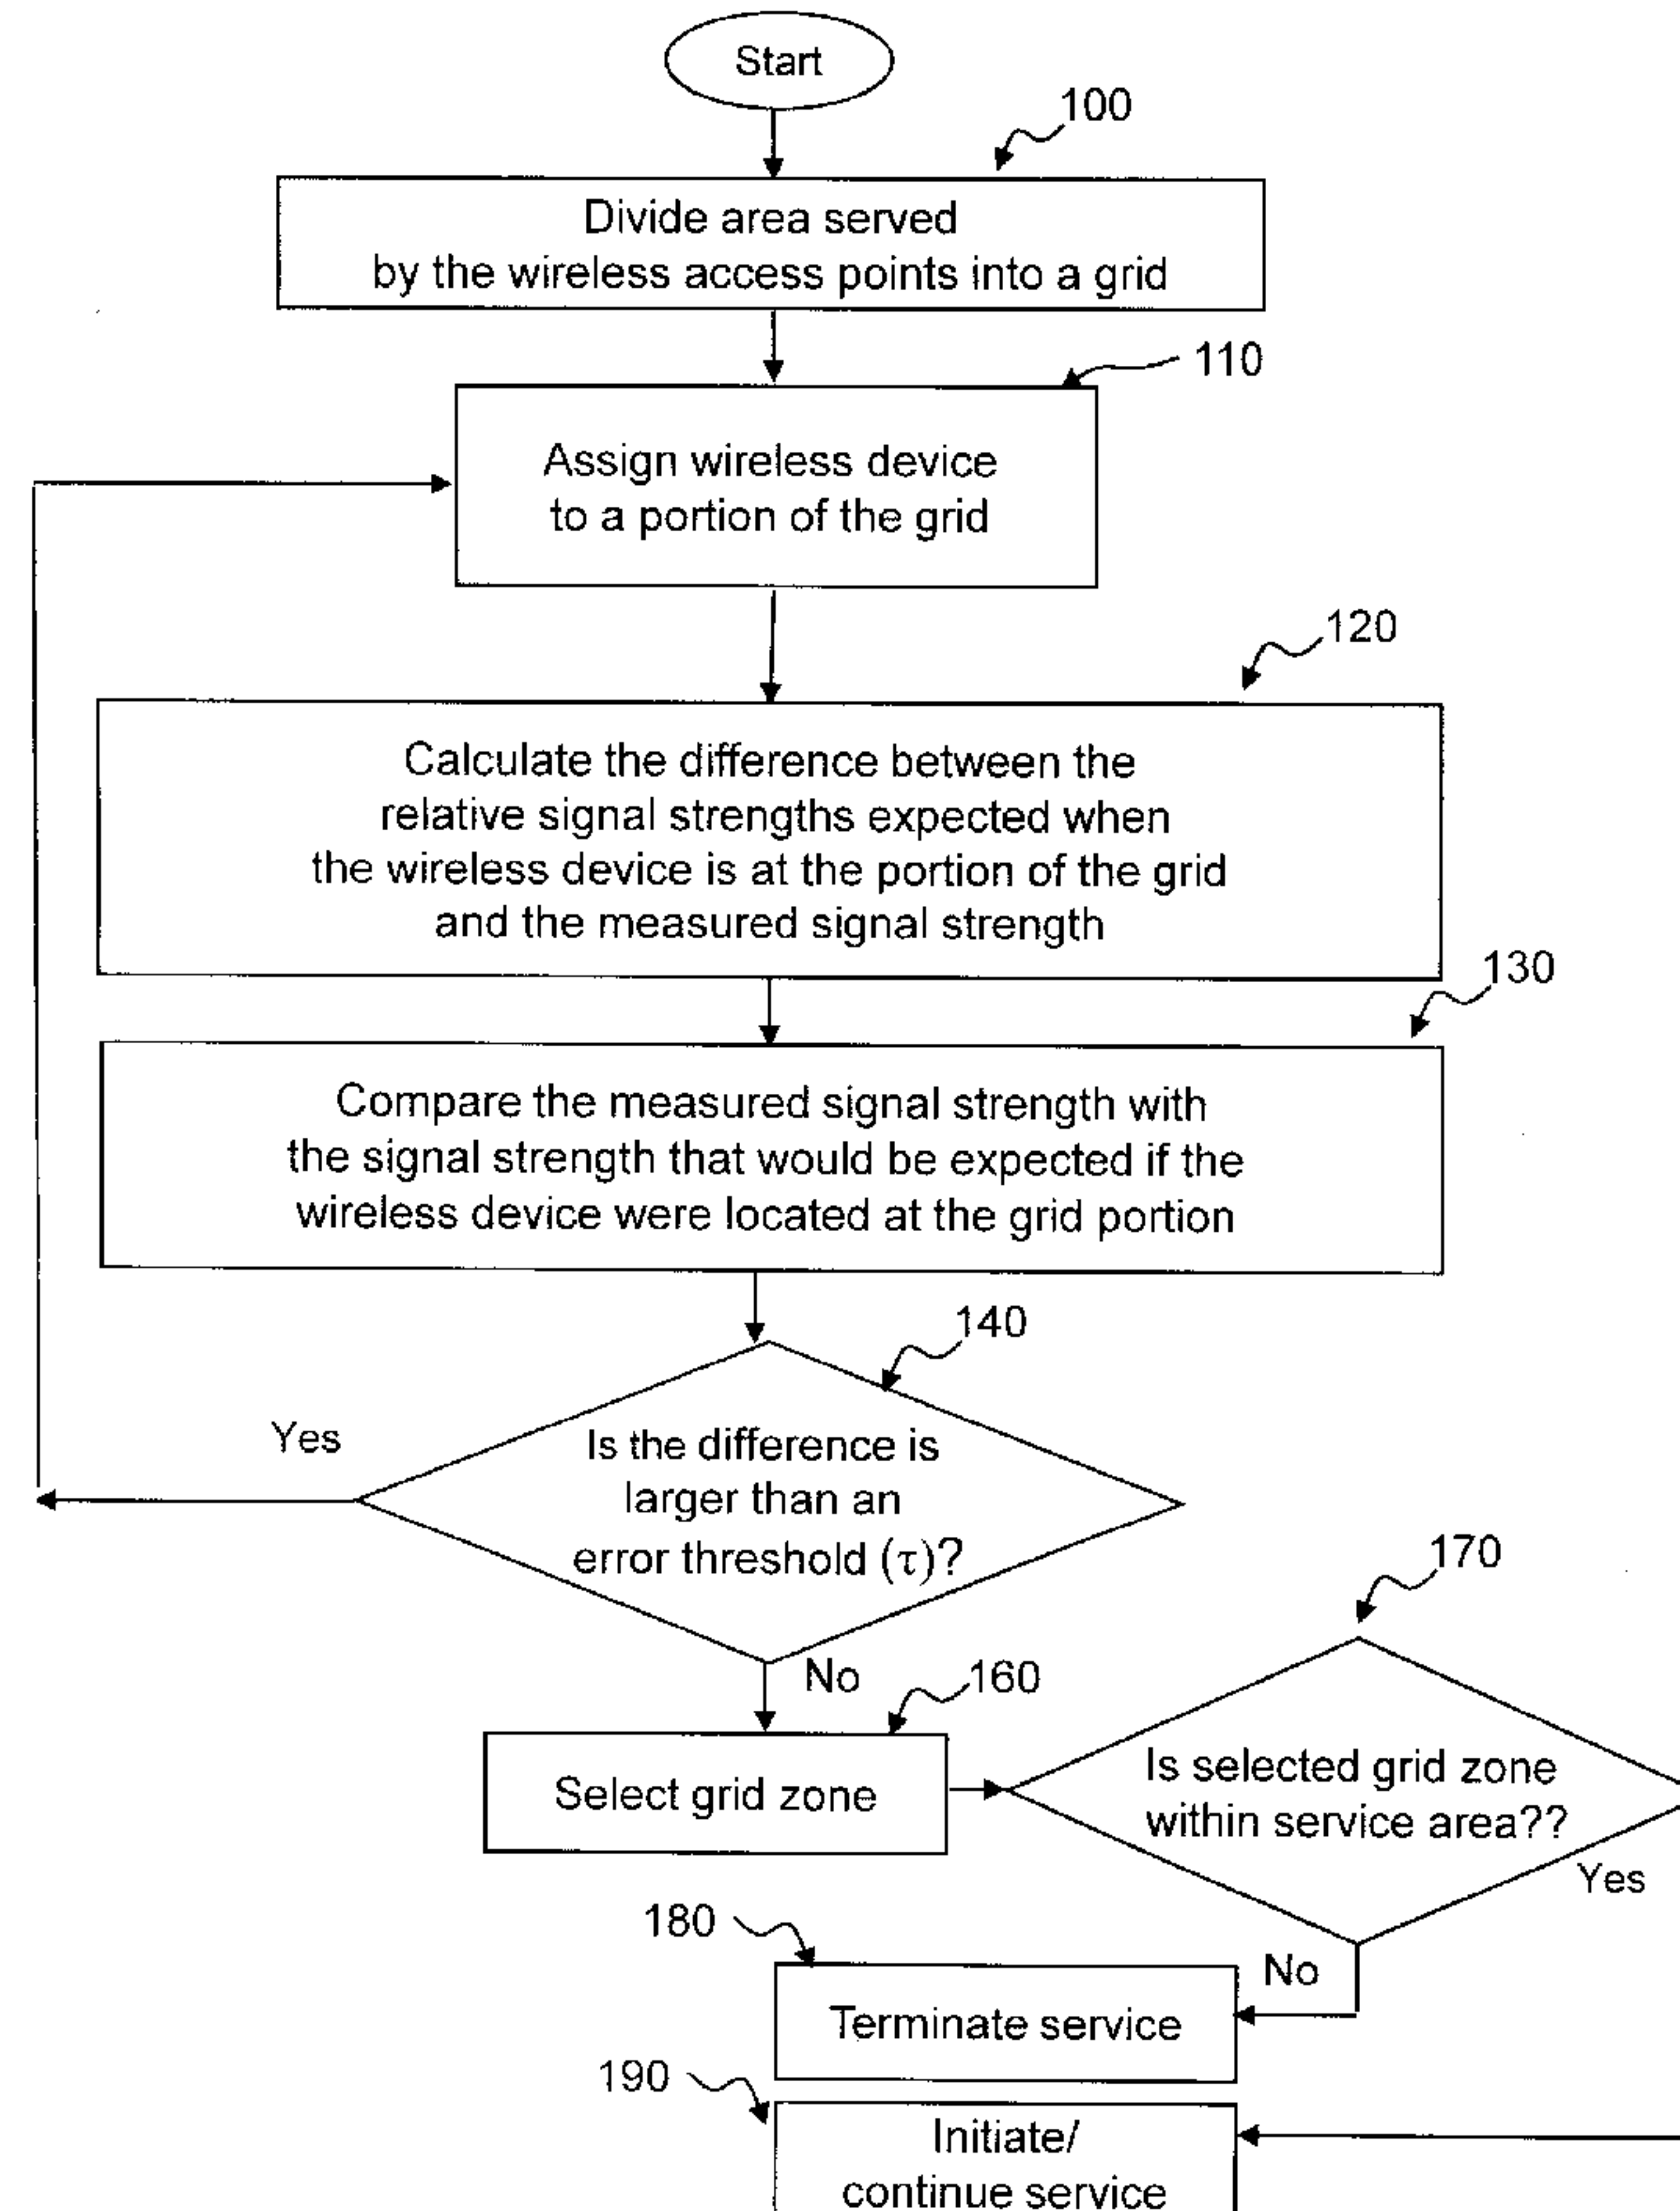 Start
100
Divide area served
by the wireless access points into a grid
110
Assign wireless device
to a portion of the grid
120
Calculate the difference between the
relative signal strengths expected when
the wireless device is at the portion of the grid
and the measured signal strength
130
Compare the measured signal strength with
the signal strength that would be expected if the
wireless device were located at the grid portion
140
Yes
Is the difference is
larger than an
error threshold (τ)?
No
160
Select grid zone
170
Is selected grid zone
within service area??
Yes
No
180
Terminate service
190
Initiate/
continue service